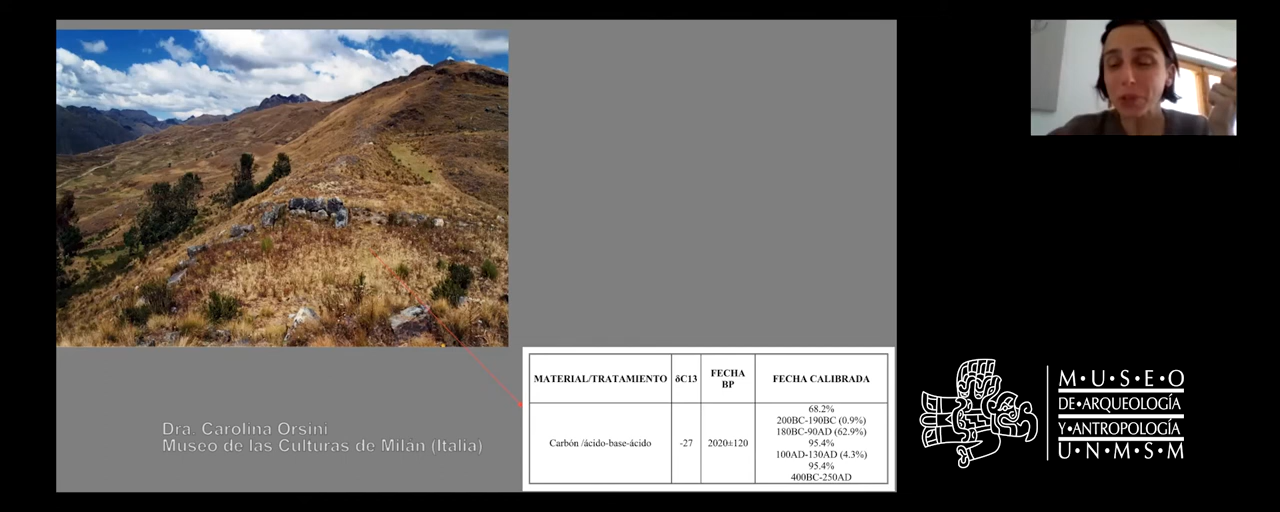 MATERIAL/TRATAMIENTO δC13 FECHA BP FECHA CALIBRADA
Carbón /ácido-base-ácido -27 2020±120
68.2%
200BC-190BC (0.9%)
180BC-90AD (62.9%)
95.4%
100AD-130AD (4.3%)
95.4%
400BC-250AD
Dra. Carolina Orsini
Museo de las Culturas de Milán (Italia)
M•U•S•E•O
DE•ARQUEOLOGÍA
Y•ANTROPOLOGÍA
U•N•M•S•M